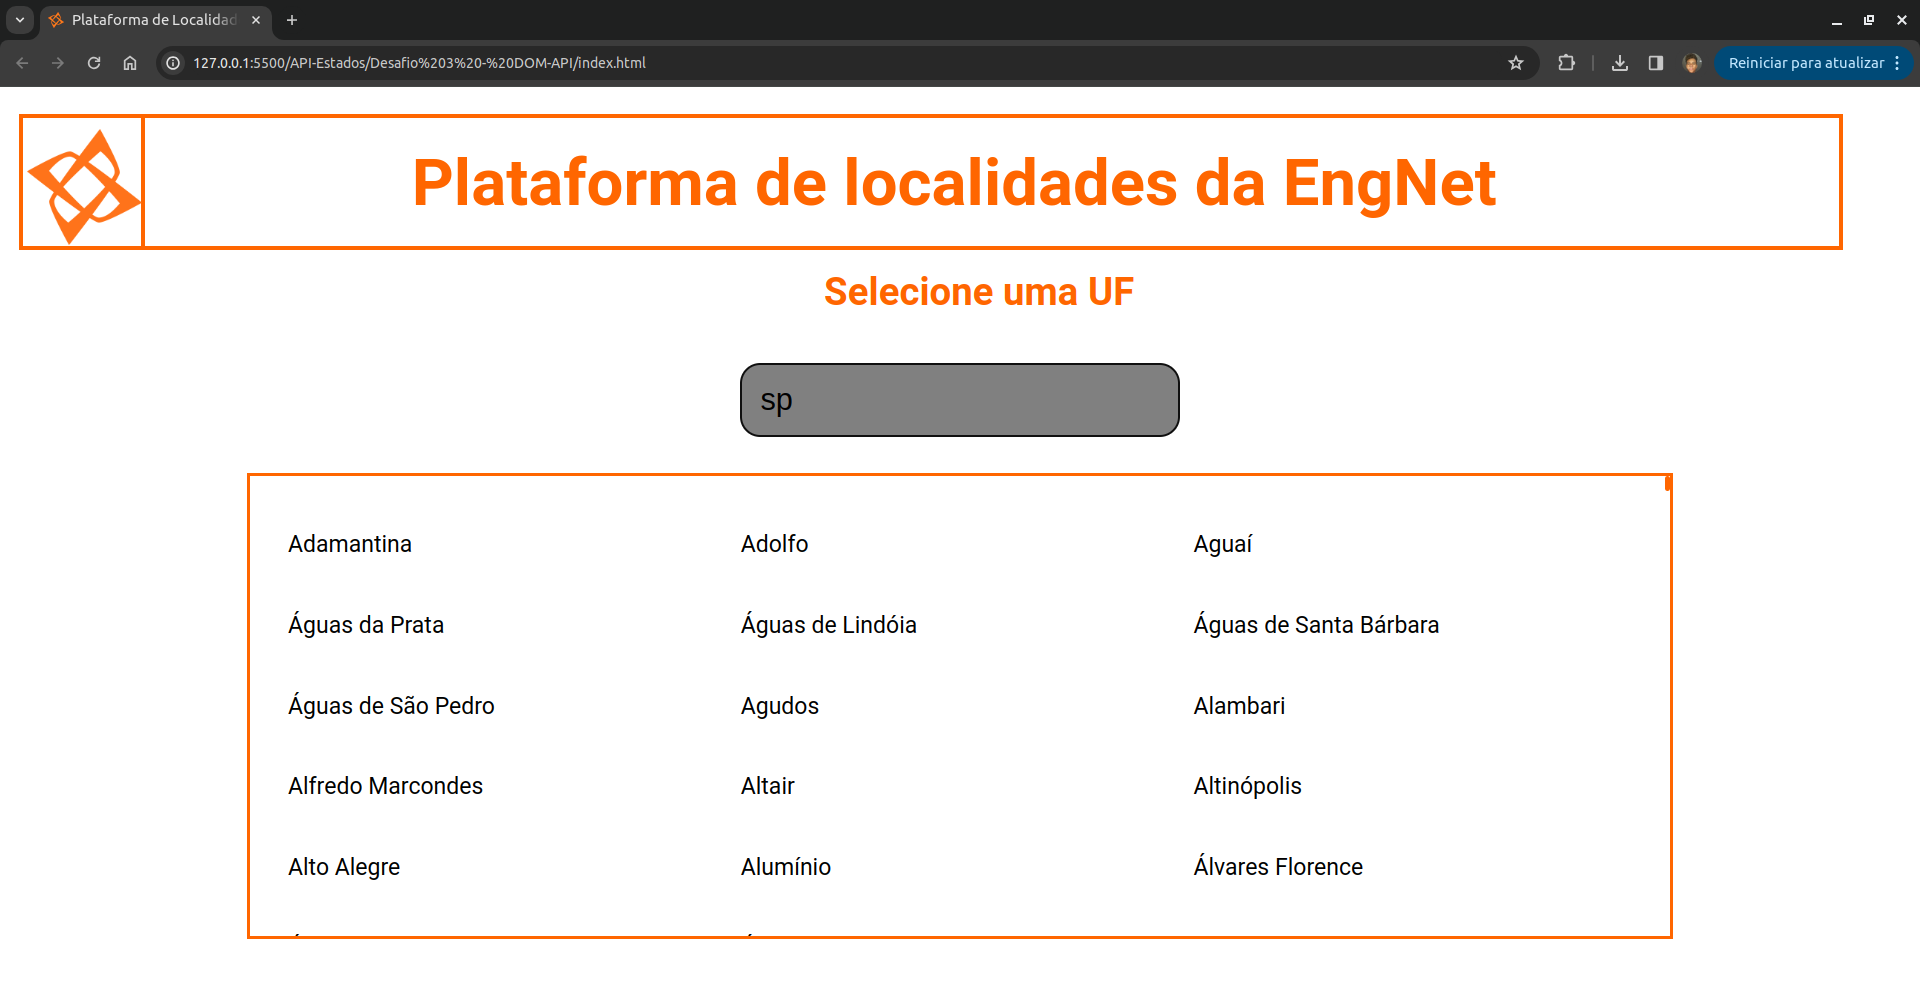 Plataforma de Localidad
127.0.0.1:5500/API-Estados/Desafio%203%20-%20DOM-API/index.html
Reiniciar para atualizar
Plataforma de localidades da EngNet
Selecione uma UF
sp
Adamantina Adolfo Aguaí
Águas da Prata Águas de Lindóia Águas de Santa Bárbara
Águas de São Pedro Agudos Alambari
Alfredo Marcondes Altair Altinópolis
Alto Alegre Alumínio Álvares Florence